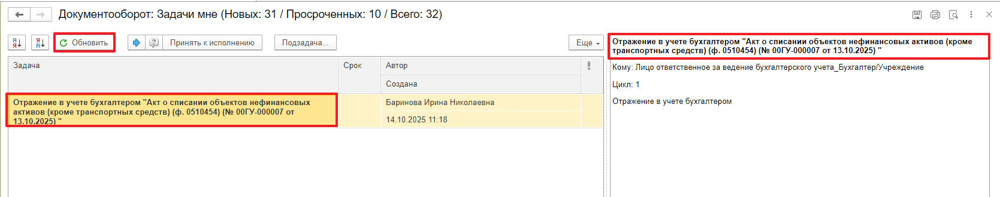 Документооборот: Задачи мне (Новых: 31 / Просроченных: 10 / Всего: 32)
Обновить
Принять к исполнению
Подзадача...
Еще
Задача
Срок
Автор
Создана
Отражение в учете бухгалтером "Акт о списании объектов нефинансовых
активов (кроме транспортных средств) (ф. 0510454) (№ 00ГУ-000007 от
13.10.2025) "
Баринова Ирина Николаевна
14.10.2025 11:18
Отражение в учете бухгалтером "Акт о списании объектов нефинансовых активов (кроме
транспортных средств) (ф. 0510454) (№ 00ГУ-000007 от 13.10.2025) "
Кому: Лицо ответственное за ведение бухгалтерского учета_Бухгалтер/Учреждение
Цикл: 1
Отражение в учете бухгалтером